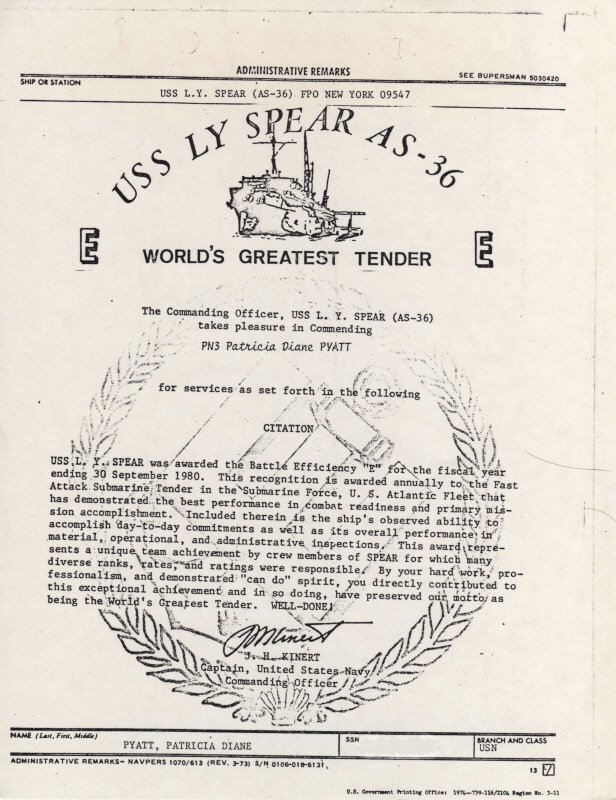 ADMINISTRATIVE REMARKS
SEE BUPERSMAN 5030420
SHIP OR STATION
USS L.Y. SPEAR (AS-36) FPO NEW YORK 09547
USS LY SPEAR AS-36
E E
WORLD'S GREATEST TENDER
The Commanding Officer, USS L. Y. SPEAR (AS-36)
takes pleasure in Commending
PN3 Patricia Diane PYATT
for services as set forth in the following
CITATION
USS L. Y. SPEAR was awarded the Battle Efficiency "E" for the fiscal year
ending 30 September 1980. This recognition is awarded annually to the Fast
Attack Submarine Tender in the Submarine Force, U. S. Atlantic Fleet that
has demonstrated the best performance in combat readiness and primary mis-
sion accomplishment. Included therein is the ship's observed ability to
accomplish day-to-day commitments as well as its overall performance in
material, operational, and administrative inspections. This award repre-
sents a unique team achievement by crew members of SPEAR for which many
diverse ranks, rates, and ratings were responsible. By your hard work, pro-
fessionalism, and demonstrated "can do" spirit, you directly contributed to
this exceptional achievement and in so doing, have preserved our motto as
being the World's Greatest Tender. WELL-DONE!
J. H. KINERT
Captain, United States Navy
Commanding Officer
NAME (Last, First, Middle)
PYATT, PATRICIA DIANE
SSN
BRANCH AND CLASS
USN
ADMINISTRATIVE REMARKS- NAVPERS 1070/613 (REV. 3-73) S/N 0106-018-6131
13
U.S. Government Printing Office: 1974-739-116/2104 Region No. 3-11